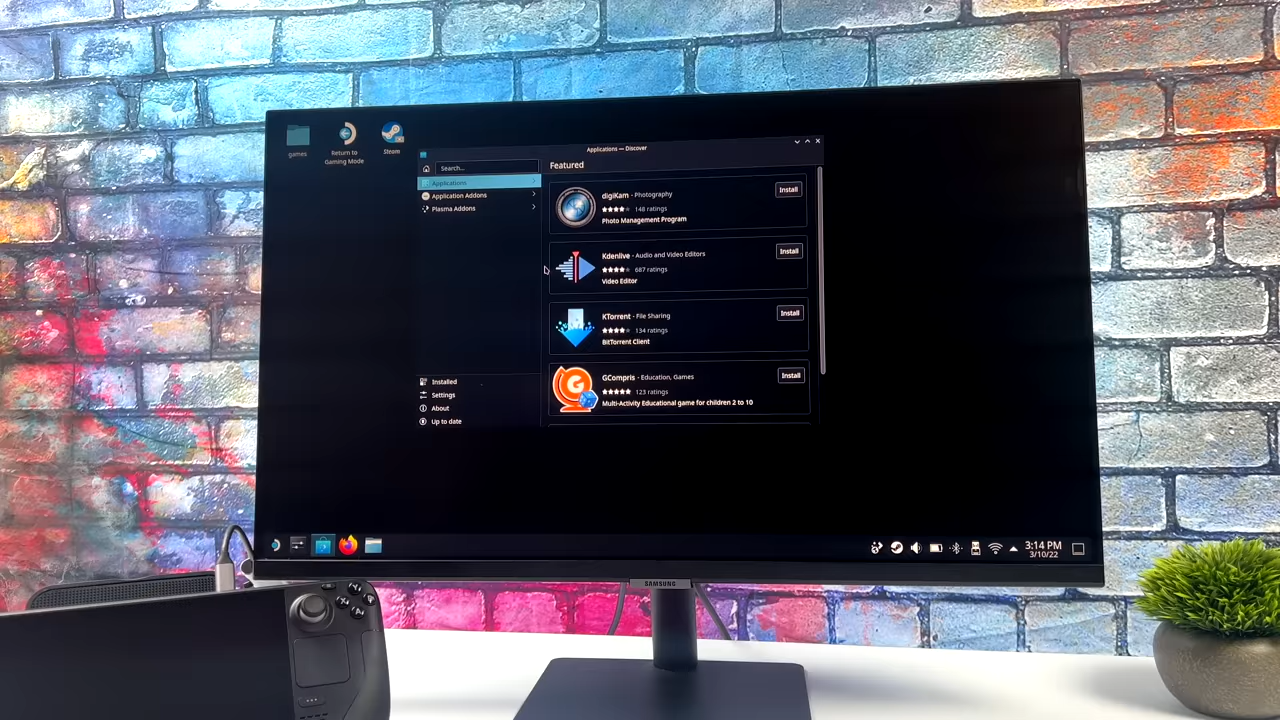 games
Return to
Gaming Mode
Steam
Applications — Discover
Search...
Featured
Applications
Application Addons
Plasma Addons
digiKam - Photography
148 ratings
Photo Management Program
Install
Kdenlive - Audio and Video Editors
687 ratings
Video Editor
Install
KTorrent - File Sharing
134 ratings
BitTorrent Client
Install
GCompris - Education, Games
123 ratings
Multi-Activity Educational game for children 2 to 10
Install
Installed
Settings
About
Up to date
3:14 PM
3/10/22
SAMSUNG